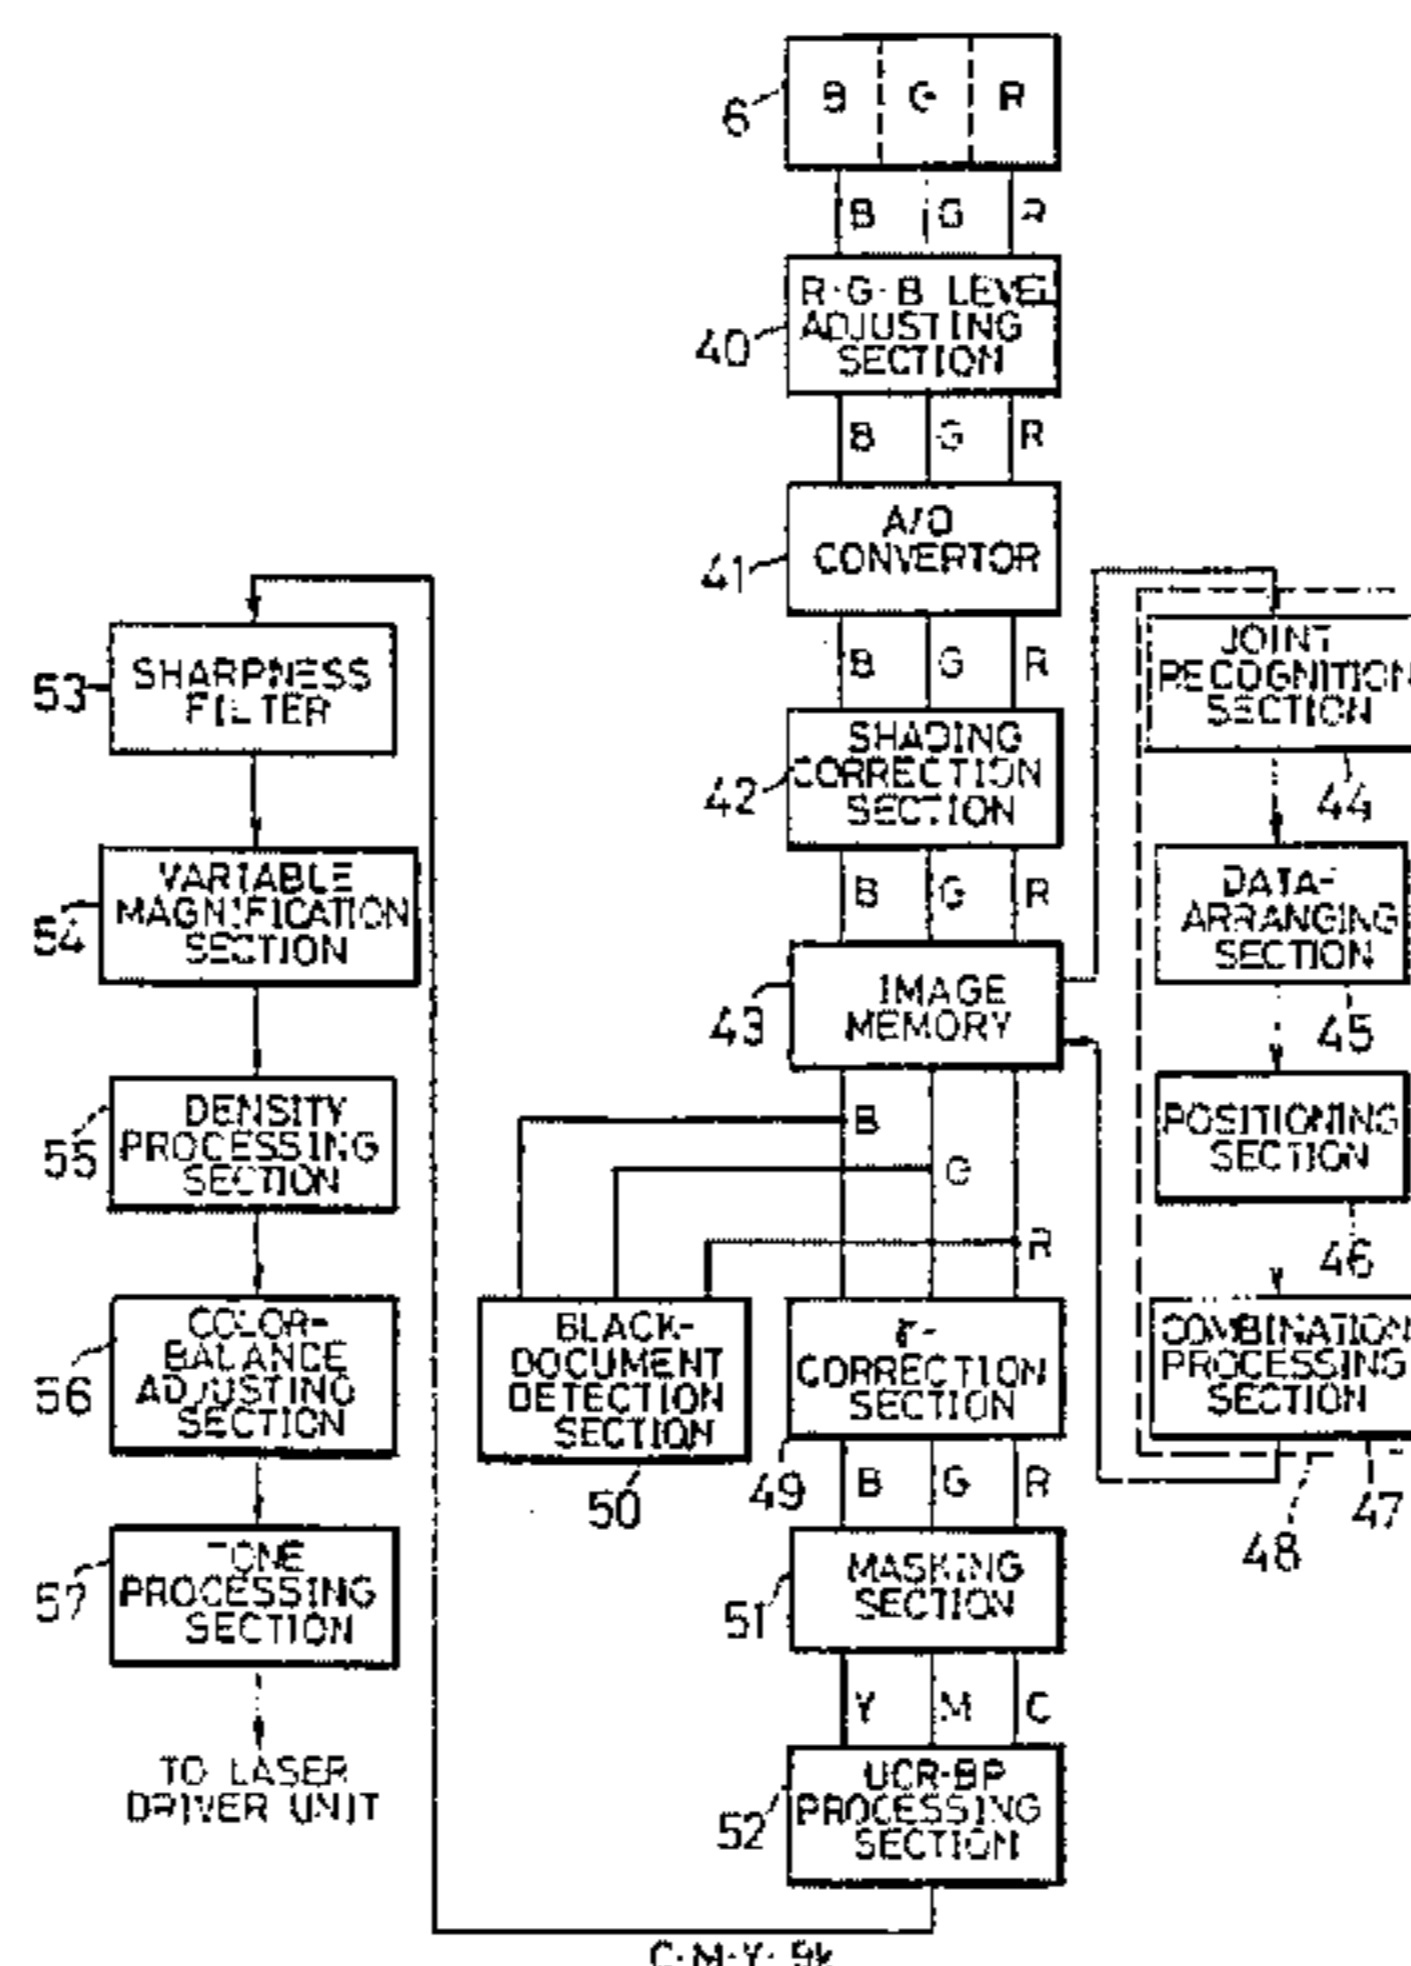 B G R
6
B G R
R·G·B LEVEL
ADJUSTING
SECTION
40
B G R
A/D
CONVERTOR
41
B G R
SHADING
CORRECTION
SECTION
42
B G R
IMAGE
MEMORY
43
JOINT
RECOGNITION
SECTION
44
DATA-
ARRANGING
SECTION
45
POSITIONING
SECTION
46
COMBINATION
PROCESSING
SECTION
47
48
B
G
R
BLACK-
DOCUMENT
DETECTION
SECTION
50
γ-
CORRECTION
SECTION
49
B G R
MASKING
SECTION
51
Y M C
UCR·BP
PROCESSING
SECTION
52
C·M·Y·Bk
SHARPNESS
FILTER
53
VARIABLE
MAGNIFICATION
SECTION
54
DENSITY
PROCESSING
SECTION
55
COLOR-
BALANCE
ADJUSTING
SECTION
56
TONE
PROCESSING
SECTION
57
TO LASER
DRIVER UNIT